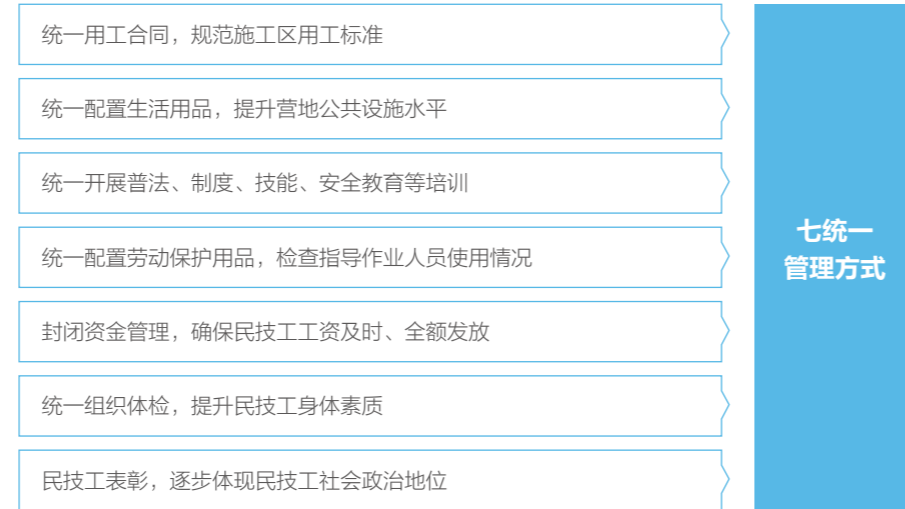 统一用工合同，规范施工区用工标准
统一配置生活用品，提升营地公共设施水平
统一开展普法、制度、技能、安全教育等培训
统一配置劳动保护用品，检查指导作业人员使用情况
封闭资金管理，确保民技工工资及时、全额发放
统一组织体检，提升民技工身体素质
民技工表彰，逐步体现民技工社会政治地位
七统一
管理方式